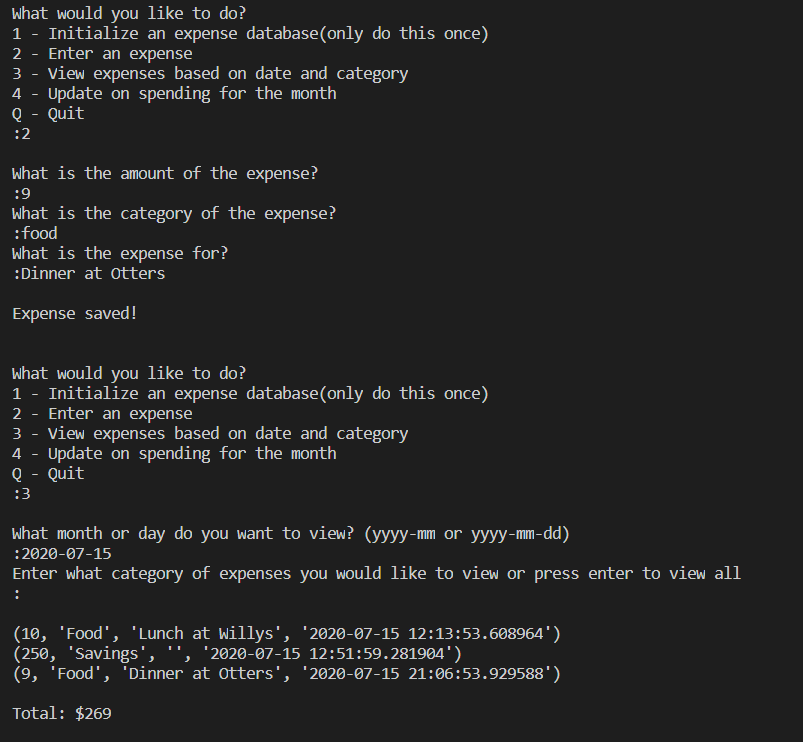 What would you like to do?
1 - Initialize an expense database(only do this once)
2 - Enter an expense
3 - View expenses based on date and category
4 - Update on spending for the month
Q - Quit
:2
What is the amount of the expense?
:9
What is the category of the expense?
:food
What is the expense for?
:Dinner at Otters
Expense saved!
What would you like to do?
1 - Initialize an expense database(only do this once)
2 - Enter an expense
3 - View expenses based on date and category
4 - Update on spending for the month
Q - Quit
:3
What month or day do you want to view? (yyyy-mm or yyyy-mm-dd)
:2020-07-15
Enter what category of expenses you would like to view or press enter to view all
:
(10, 'Food', 'Lunch at Willys', '2020-07-15 12:13:53.608964')
(250, 'Savings', '', '2020-07-15 12:51:59.281904')
(9, 'Food', 'Dinner at Otters', '2020-07-15 21:06:53.929588')
Total: $269